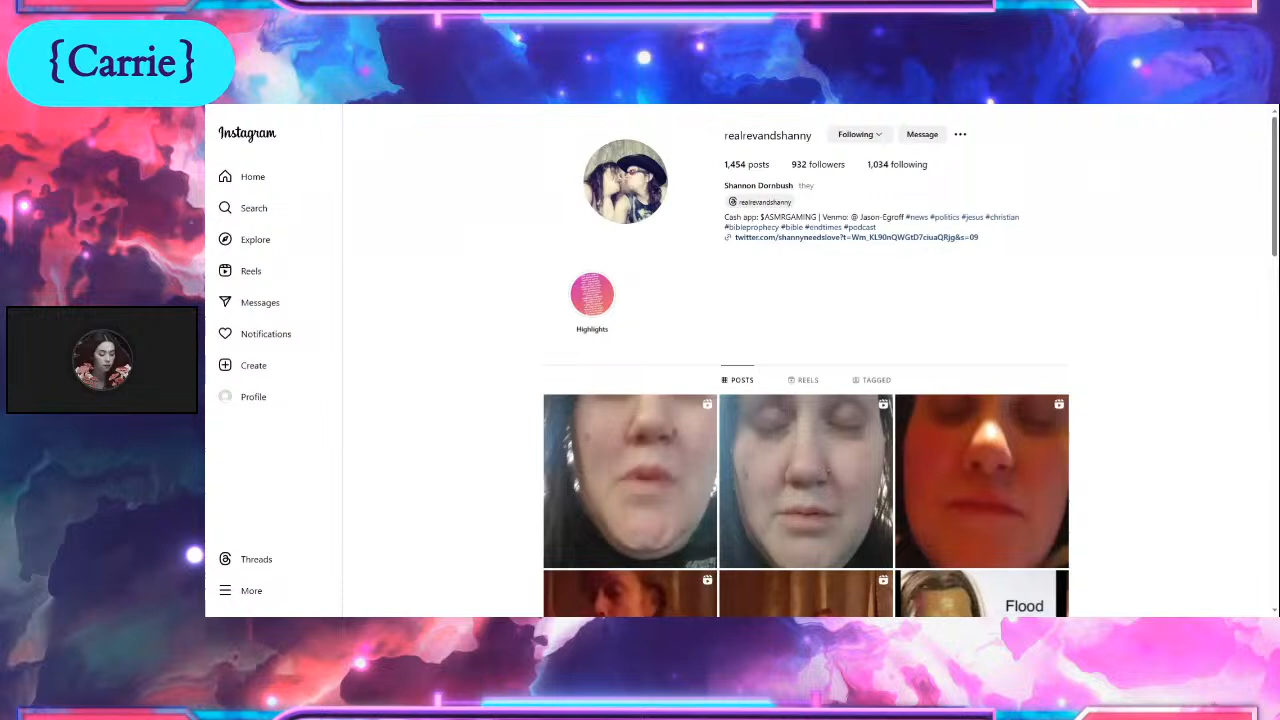 {Carrie}
Instagram
Home
Search
Explore
Reels
Messages
Notifications
Create
Profile
Threads
More
realrevandshanny
Following
Message
1,454 posts 932 followers 1,034 following
Shannon Dornbush they
realrevandshanny
Cash app: $ASMRGAMING | Venmo: @ Jason-Egroff #news #politics #jesus #christian
#bibleprophecy #bible #endtimes #podcast
twitter.com/shannyneedslove?t=Wm_KL90nQWGtD7ciuaQRjg&s=09
Highlights
POSTS REELS TAGGED
Flood